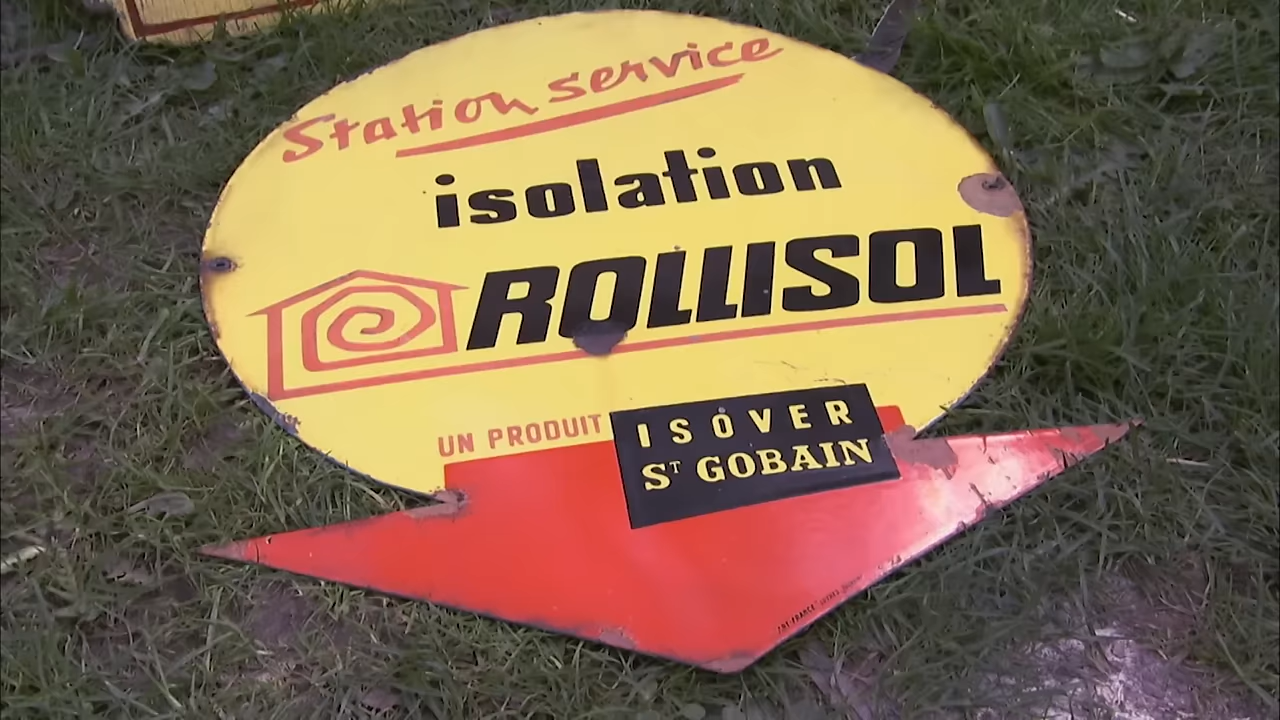 Station service
isolation
ROLLISOL
UN PRODUIT
ISOVER
ST GOBAIN